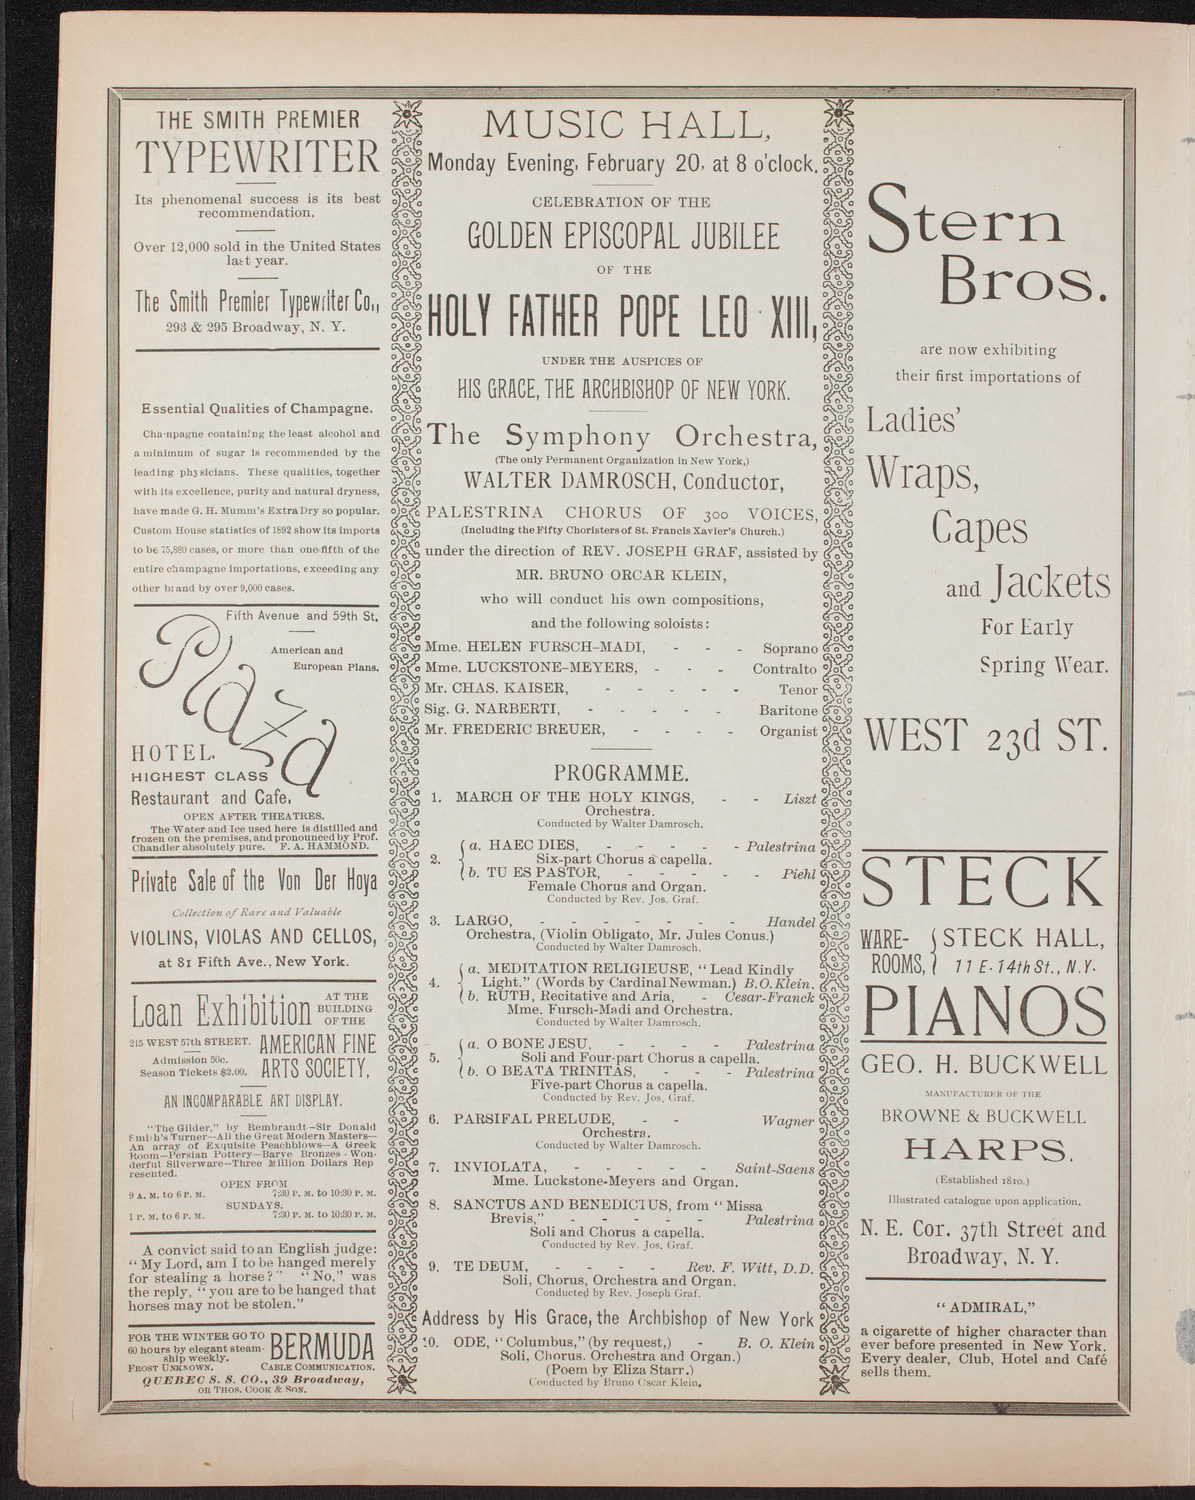 THE SMITH PREMIER
TYPEWRITER
Its phenomenal success is its best
recommendation.
Over 12,000 sold in the United States
last year.
The Smith Premier Typewriter Co.,
293 & 295 Broadway, N. Y.
Essential Qualities of Champagne.
Champagne containing the least alcohol and
a minimum of sugar is recommended by the
leading physicians. These qualities, together
with its excellence, purity and natural dryness,
have made G. H. Mumm's Extra Dry so popular.
Custom House statistics of 1892 show its imports
to be 75,880 cases, or more than one-fifth of the
entire champagne importations, exceeding any
other brand by over 9,000 cases.
Fifth Avenue and 59th St.
American and
European Plans.
Plaza
HOTEL.
HIGHEST CLASS
Restaurant and Cafe.
OPEN AFTER THEATRES.
The Water and Ice used here is distilled and
frozen on the premises, and pronounced by Prof.
Chandler absolutely pure. F. A. HAMMOND.
Private Sale of the Von Der Hoya
Collection of Rare and Valuable
VIOLINS, VIOLAS AND CELLOS,
at 81 Fifth Ave., New York.
Loan Exhibition AT THE
BUILDING
OF THE
215 WEST 57th STREET. AMERICAN FINE
Admission 50c.
Season Tickets $2.00. ARTS SOCIETY,
AN INCOMPARABLE ART DISPLAY.
"The Gilder," by Rembrandt—Sir Donald
Smith's Turner—All the Great Modern Masters—
An array of Exquisite Peachblows—A Greek
Room—Persian Pottery—Barye Bronzes - Won-
derful Silverware—Three Million Dollars Rep
resented.
OPEN FROM
9 A. M. to 6 P. M. 7:30 P. M. to 10:30 P. M.
SUNDAYS.
1 P. M. to 6 P. M. 7:30 P. M. to 10:30 P. M.
A convict said to an English judge:
"My Lord, am I to be hanged merely
for stealing a horse?" "No," was
the reply, "you are to be hanged that
horses may not be stolen."
FOR THE WINTER GO TO BERMUDA
60 hours by elegant steam-
ship weekly.
FROST UNKNOWN. CABLE COMMUNICATION.
QUEBEC S. S. CO., 39 Broadway,
OR THOS. COOK & SON.
MUSIC HALL,
Monday Evening, February 20, at 8 o'clock.
CELEBRATION OF THE
GOLDEN EPISCOPAL JUBILEE
OF THE
HOLY FATHER POPE LEO XIII,
UNDER THE AUSPICES OF
HIS GRACE, THE ARCHBISHOP OF NEW YORK.
The Symphony Orchestra,
(The only Permanent Organization in New York,)
WALTER DAMROSCH, Conductor,
PALESTRINA CHORUS OF 300 VOICES,
(Including the Fifty Choristers of St. Francis Xavier's Church.)
under the direction of REV. JOSEPH GRAF, assisted by
MR. BRUNO ORCAR KLEIN,
who will conduct his own compositions,
and the following soloists:
Mme. HELEN FURSCH-MADI, - - - Soprano
Mme. LUCKSTONE-MEYERS, - - - Contralto
Mr. CHAS. KAISER, - - - - - Tenor
Sig. G. NARBERTI, - - - - - Baritone
Mr. FREDERIC BREUER, - - - - Organist
PROGRAMME.
1. MARCH OF THE HOLY KINGS, - - Liszt
Orchestra.
Conducted by Walter Damrosch.
2. a. HAEC DIES, - - - - - Palestrina
Six-part Chorus a capella.
b. TU ES PASTOR, - - - - - Piehl
Female Chorus and Organ.
Conducted by Rev. Jos. Graf.
3. LARGO, - - - - - - - Handel
Orchestra, (Violin Obligato, Mr. Jules Conus.)
Conducted by Walter Damrosch.
4. a. MEDITATION RELIGIEUSE, "Lead Kindly
Light." (Words by Cardinal Newman.) B. O. Klein.
b. RUTH, Recitative and Aria, - Cesar-Franck
Mme. Fursch-Madi and Orchestra.
Conducted by Walter Damrosch.
5. a. O BONE JESU, - - - - Palestrina
Soli and Four-part Chorus a capella.
b. O BEATA TRINITAS, - - - Palestrina
Five-part Chorus a capella.
Conducted by Rev. Jos. Graf.
6. PARSIFAL PRELUDE, - - Wagner
Orchestra.
Conducted by Walter Damrosch.
7. INVIOLATA, - - - - - Saint-Saens
Mme. Luckstone-Meyers and Organ.
8. SANCTUS AND BENEDICTUS, from "Missa
Brevis," - - - - - Palestrina
Soli and Chorus a capella.
Conducted by Rev. Jos. Graf.
9. TE DEUM, - - - - Rev. F. Witt, D.D.
Soli, Chorus, Orchestra and Organ.
Conducted by Rev. Joseph Graf.
Address by His Grace, the Archbishop of New York
10. ODE, "Columbus," (by request,) - B. O. Klein
Soli, Chorus. Orchestra and Organ.)
(Poem by Eliza Starr.)
Conducted by Bruno Oscar Klein.
Stern
Bros.
are now exhibiting
their first importations of
Ladies'
Wraps,
Capes
and Jackets
For Early
Spring Wear.
WEST 23d ST.
STECK
WARE-
ROOMS, STECK HALL,
11 E. 14th St., N.Y.
PIANOS
GEO. H. BUCKWELL
MANUFACTURER OF THE
BROWNE & BUCKWELL
HARPS.
(Established 1810.)
Illustrated catalogue upon application.
N. E. Cor. 37th Street and
Broadway, N. Y.
"ADMIRAL,"
a cigarette of higher character than
ever before presented in New York.
Every dealer, Club, Hotel and Café
sells them.